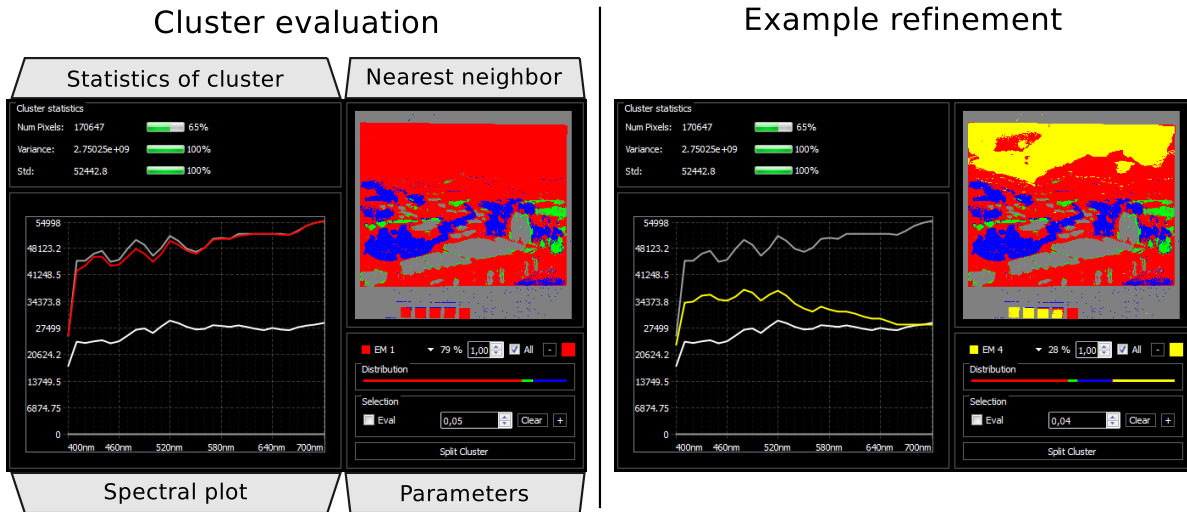 Cluster evaluation
Example refinement
Statistics of cluster
Nearest neighbor
Cluster statistics
Num Pixels: 170647 65%
Variance: 2.75025e+09 100%
Std: 52442.8 100%
54998
48123.2
41248.5
34373.8
27499
20624.2
13749.5
6874.75
0
400nm 460nm 520nm 580nm 640nm 700nm
EM 1 79 % 1,00 All -
Distribution
Selection
Eval 0,05 Clear +
Split Cluster
Spectral plot
Parameters
Cluster statistics
Num Pixels: 170647 65%
Variance: 2.75025e+09 100%
Std: 52442.8 100%
54998
48123.2
41248.5
34373.8
27499
20624.2
13749.5
6874.75
0
400nm 460nm 520nm 580nm 640nm 700nm
EM 4 28 % 1,00 All -
Distribution
Selection
Eval 0,04 Clear +
Split Cluster